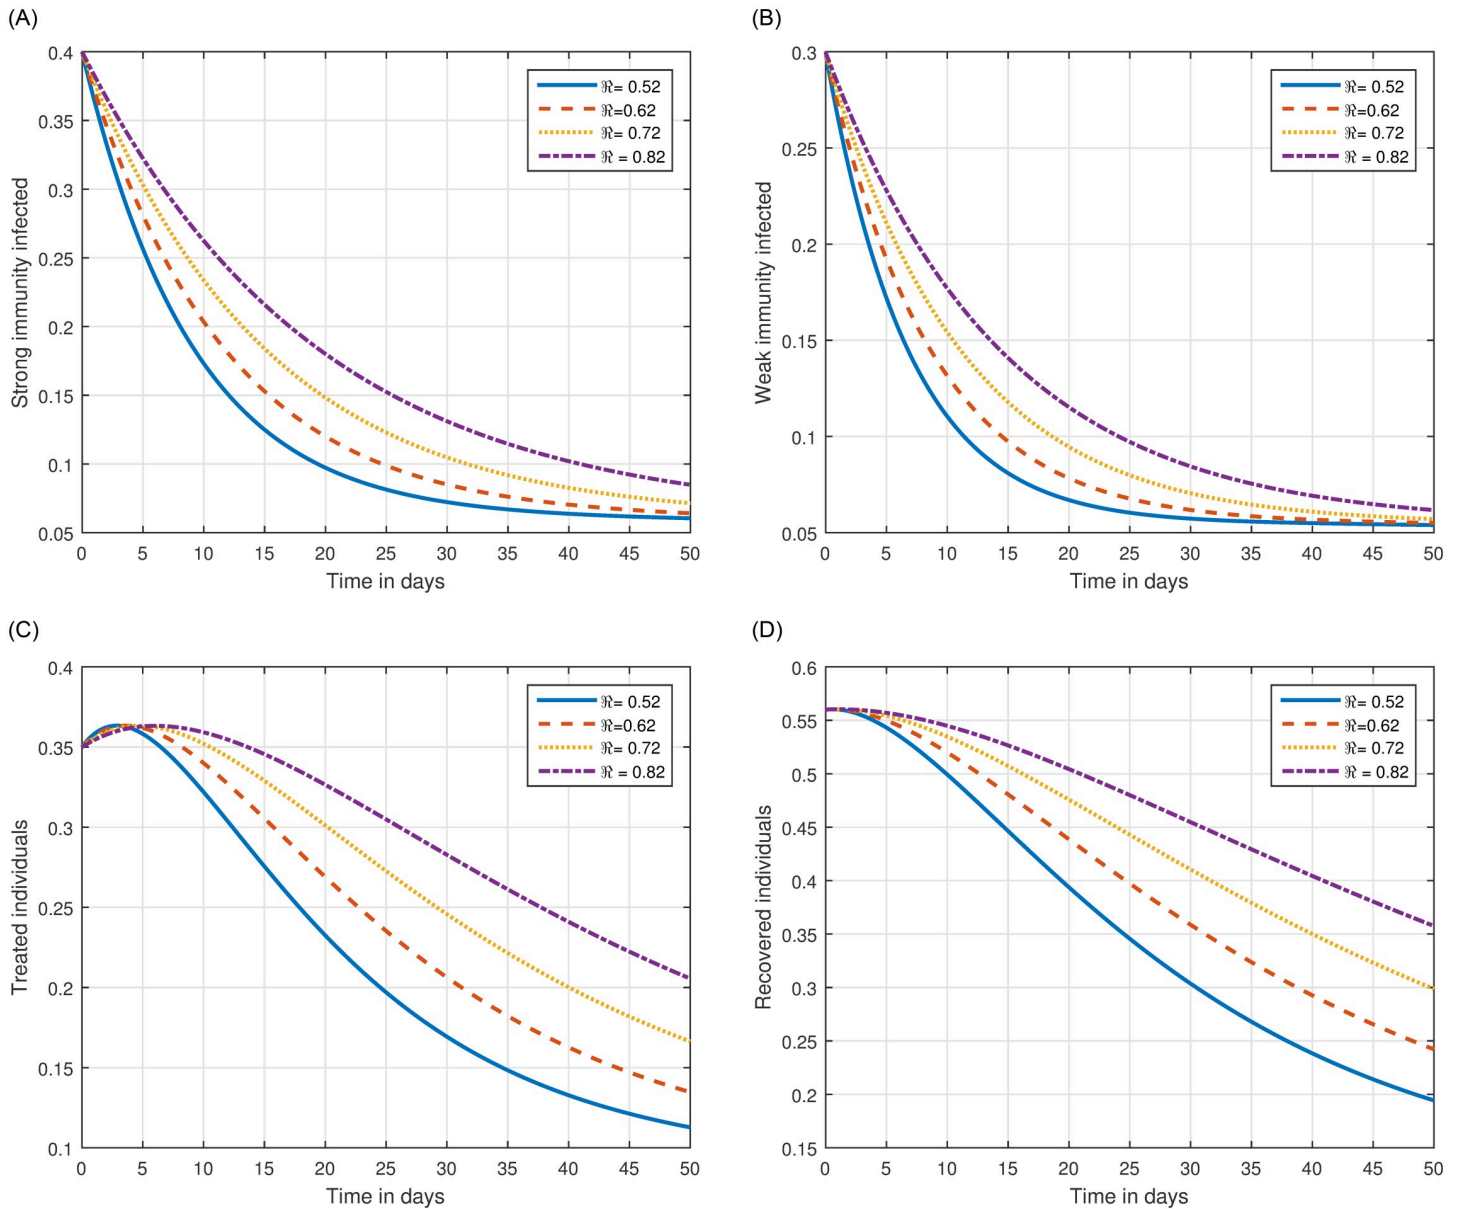 (A)
Strong immunity infected
0.4
0.35
0.3
0.25
0.2
0.15
0.1
0.05
0 5 10 15 20 25 30 35 40 45 50
Time in days
ℜ= 0.52
ℜ=0.62
ℜ= 0.72
ℜ = 0.82
(B)
Weak immunity infected
0.3
0.25
0.2
0.15
0.1
0.05
0 5 10 15 20 25 30 35 40 45 50
Time in days
ℜ= 0.52
ℜ=0.62
ℜ= 0.72
ℜ = 0.82
(C)
Treated individuals
0.4
0.35
0.3
0.25
0.2
0.15
0.1
0 5 10 15 20 25 30 35 40 45 50
Time in days
ℜ= 0.52
ℜ=0.62
ℜ= 0.72
ℜ = 0.82
(D)
Recovered individuals
0.6
0.55
0.5
0.45
0.4
0.35
0.3
0.25
0.2
0.15
0 5 10 15 20 25 30 35 40 45 50
Time in days
ℜ= 0.52
ℜ=0.62
ℜ= 0.72
ℜ = 0.82